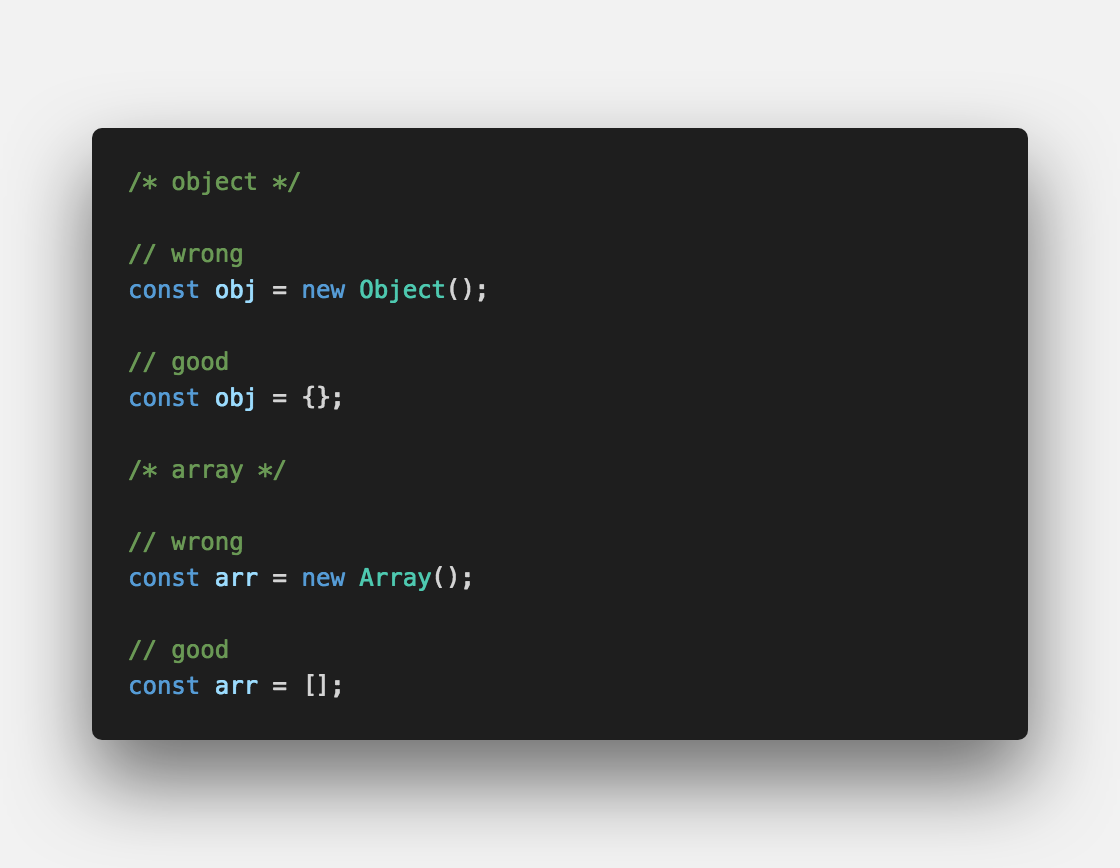 /* object */
// wrong
const obj = new Object();
// good
const obj = {};
/* array */
// wrong
const arr = new Array();
// good
const arr = [];